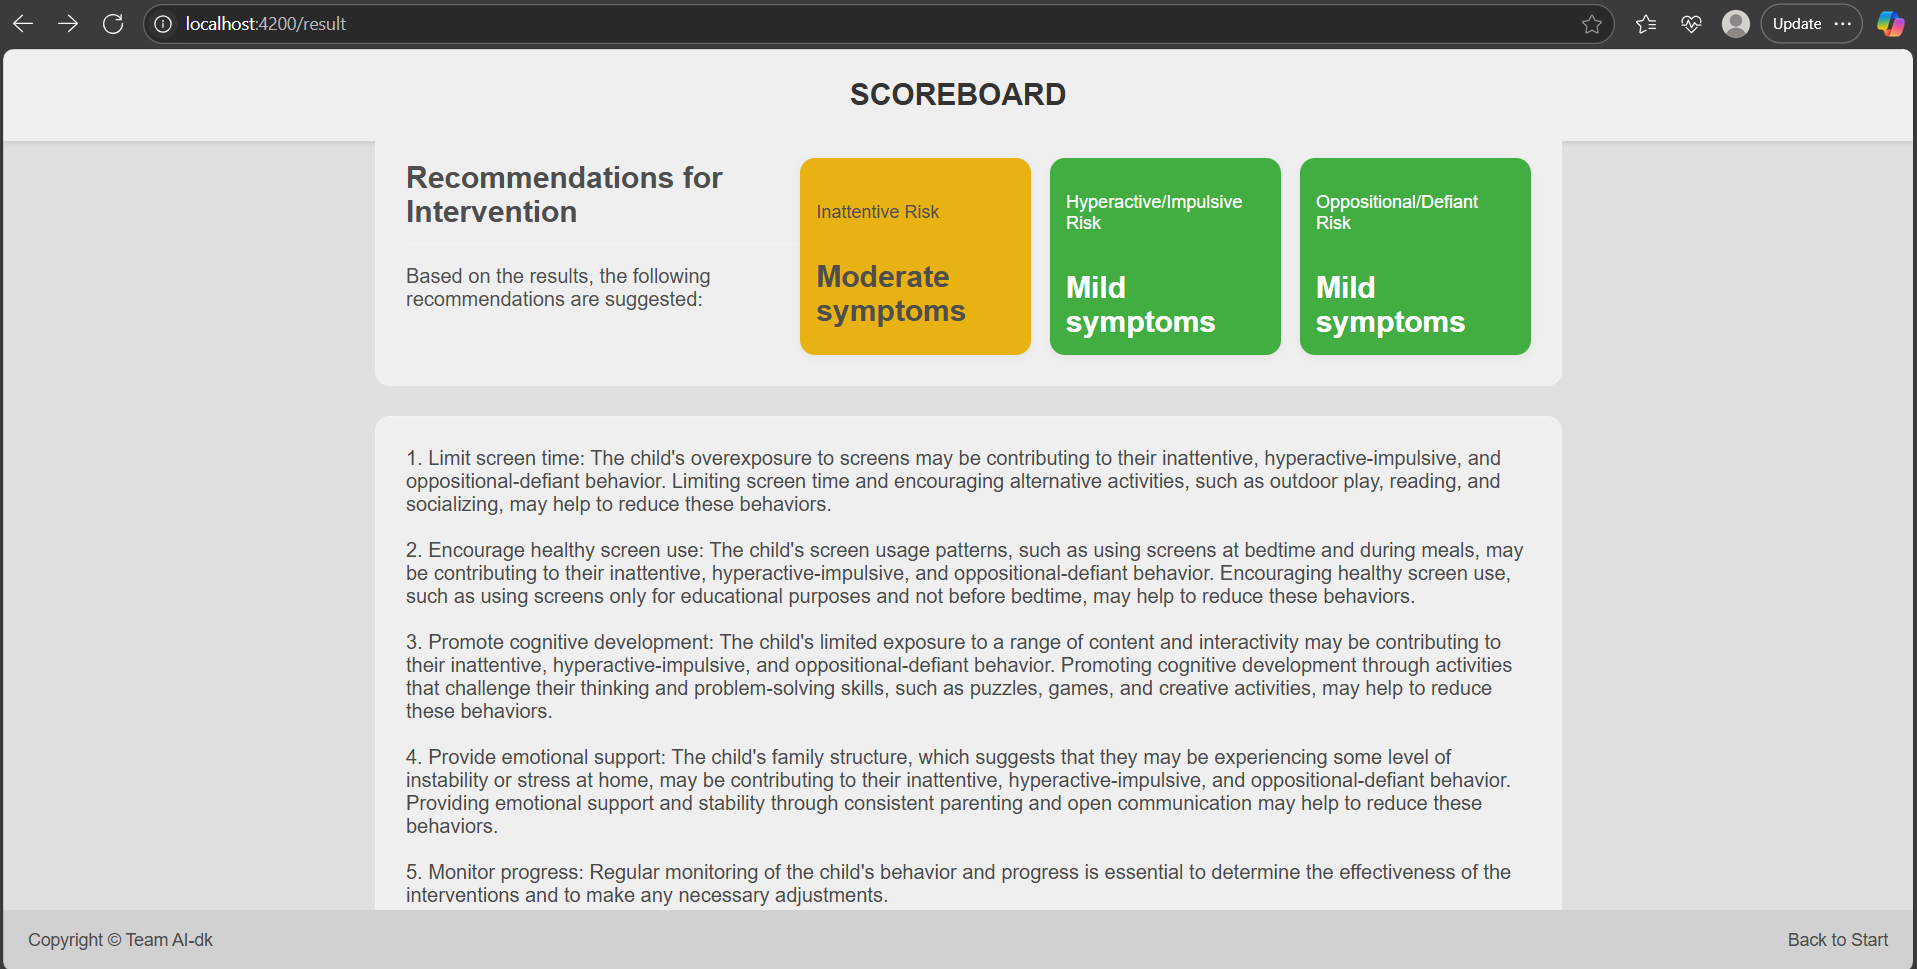 localhost:4200/result
Update
SCOREBOARD
Recommendations for
Intervention
Based on the results, the following
recommendations are suggested:
Inattentive Risk
Moderate
symptoms
Hyperactive/Impulsive
Risk
Mild
symptoms
Oppositional/Defiant
Risk
Mild
symptoms
1. Limit screen time: The child's overexposure to screens may be contributing to their inattentive, hyperactive-impulsive, and
oppositional-defiant behavior. Limiting screen time and encouraging alternative activities, such as outdoor play, reading, and
socializing, may help to reduce these behaviors.
2. Encourage healthy screen use: The child's screen usage patterns, such as using screens at bedtime and during meals, may
be contributing to their inattentive, hyperactive-impulsive, and oppositional-defiant behavior. Encouraging healthy screen use,
such as using screens only for educational purposes and not before bedtime, may help to reduce these behaviors.
3. Promote cognitive development: The child's limited exposure to a range of content and interactivity may be contributing to
their inattentive, hyperactive-impulsive, and oppositional-defiant behavior. Promoting cognitive development through activities
that challenge their thinking and problem-solving skills, such as puzzles, games, and creative activities, may help to reduce
these behaviors.
4. Provide emotional support: The child's family structure, which suggests that they may be experiencing some level of
instability or stress at home, may be contributing to their inattentive, hyperactive-impulsive, and oppositional-defiant behavior.
Providing emotional support and stability through consistent parenting and open communication may help to reduce these
behaviors.
5. Monitor progress: Regular monitoring of the child's behavior and progress is essential to determine the effectiveness of the
interventions and to make any necessary adjustments.
Copyright © Team AI-dk
Back to Start